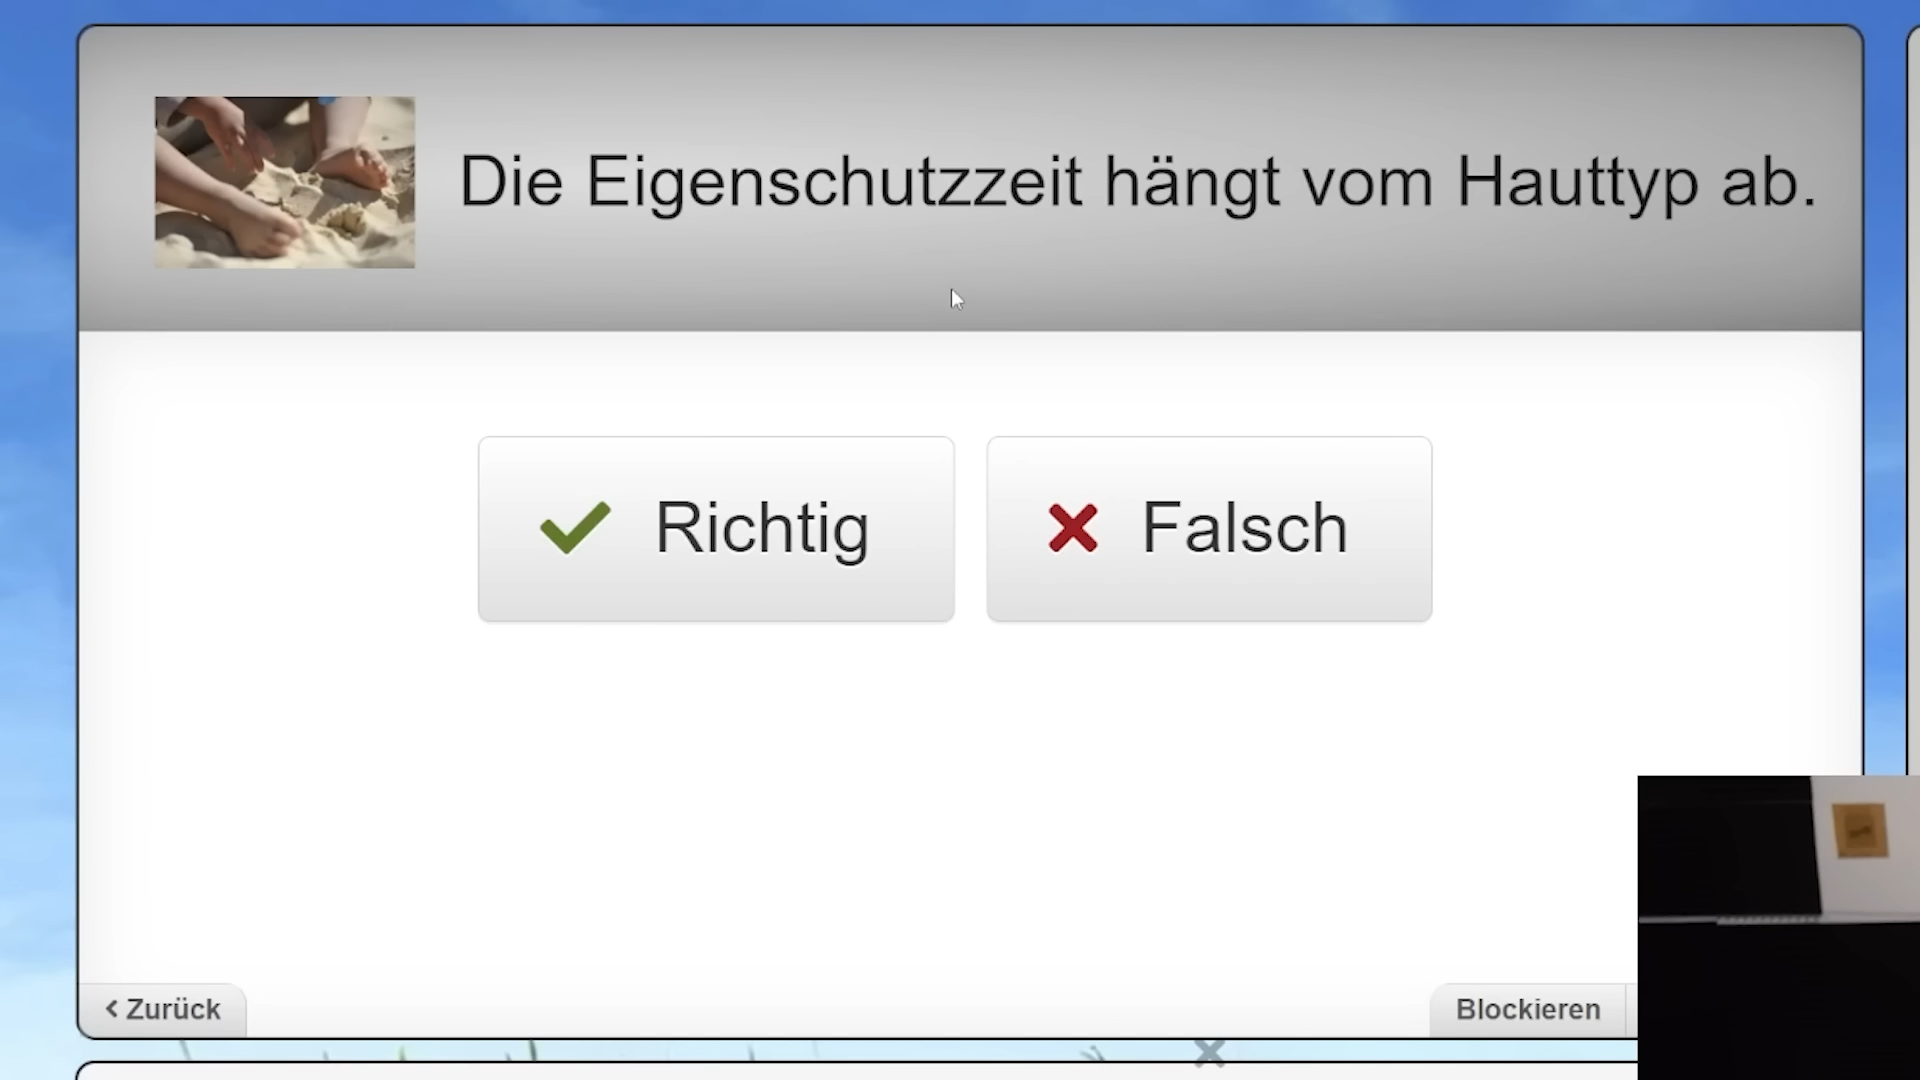 Die Eigenschutzzeit hängt vom Hauttyp ab.
Richtig
Falsch
Zurück
Blockieren